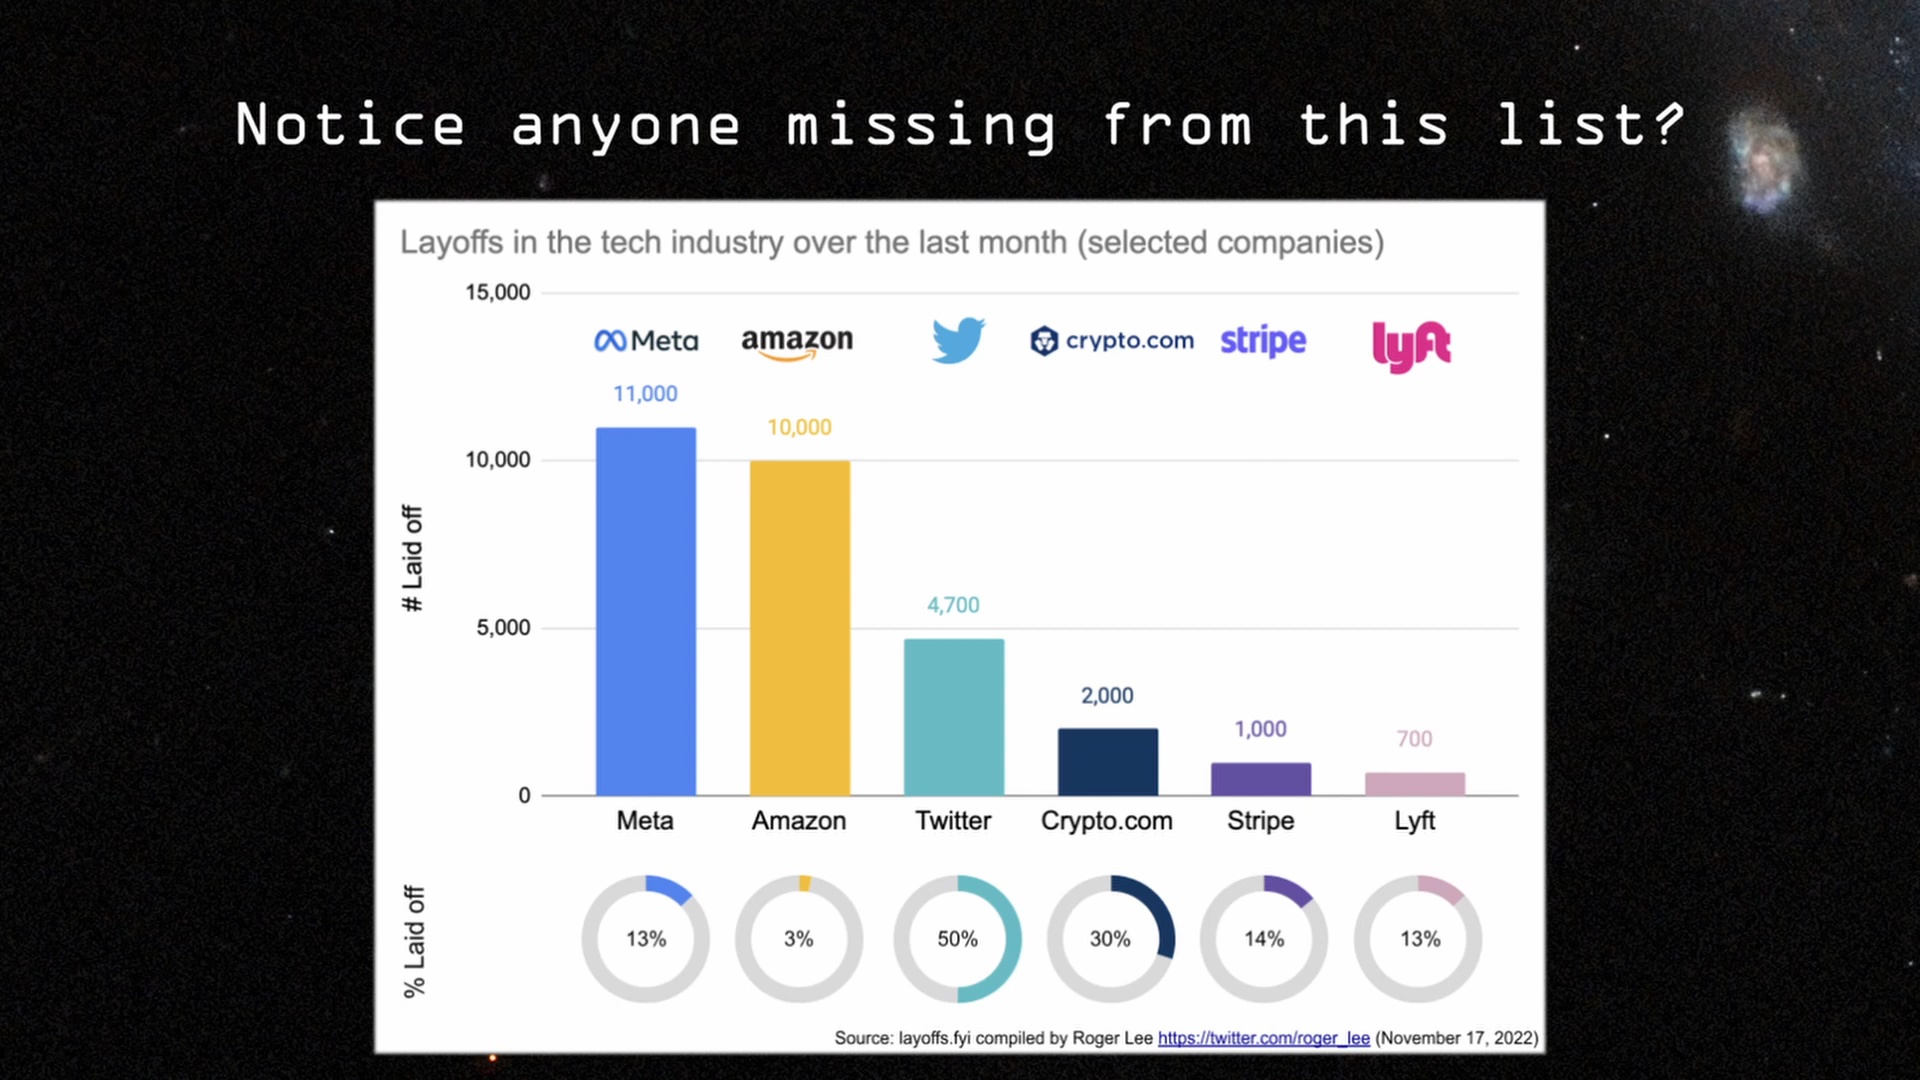 Notice anyone missing from this list?
Layoffs in the tech industry over the last month (selected companies)
15,000
Meta amazon crypto.com stripe lyft
11,000
10,000
10,000
# Laid off
4,700
5,000
2,000
1,000
700
0
Meta Amazon Twitter Crypto.com Stripe Lyft
% Laid off
13% 3% 50% 30% 14% 13%
Source: layoffs.fyi compiled by Roger Lee https://twitter.com/roger_lee (November 17, 2022)